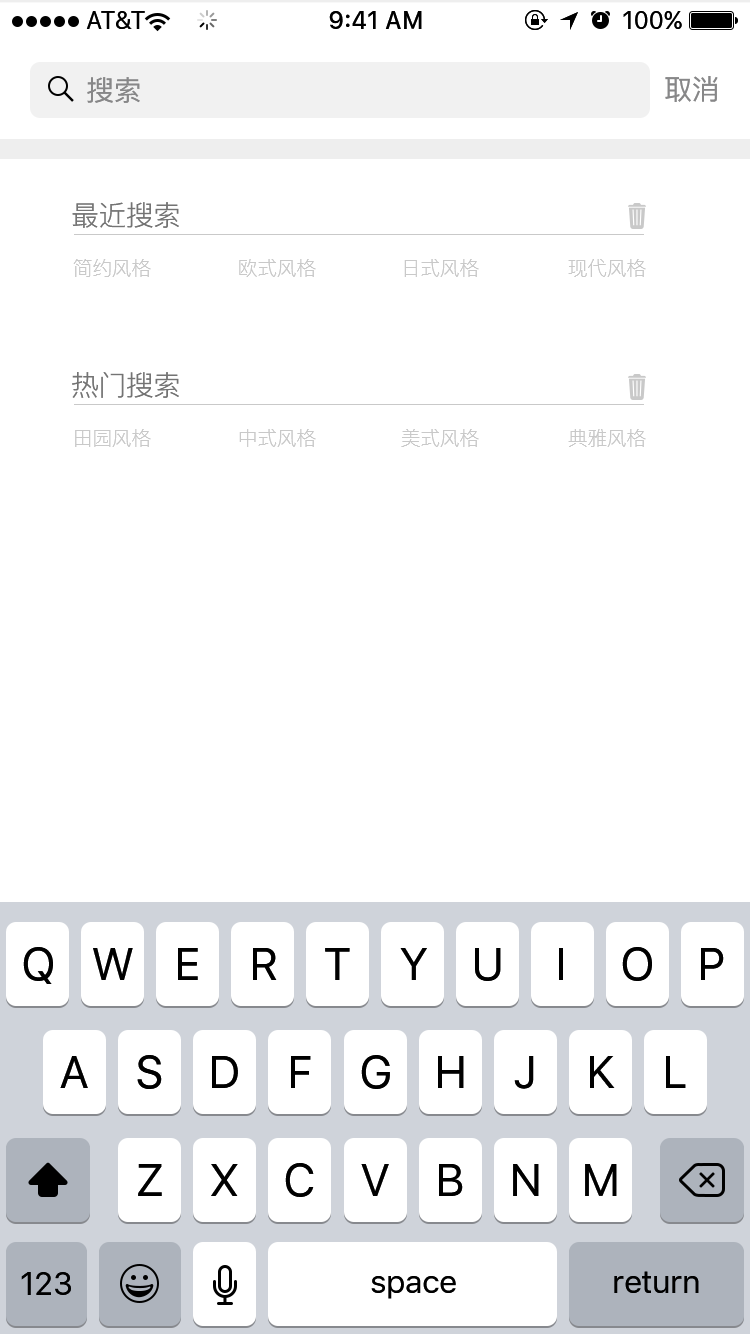 AT&T 9:41 AM 100%
搜索 取消
最近搜索
简约风格 欧式风格 日式风格 现代风格
热门搜索
田园风格 中式风格 美式风格 典雅风格
Q W E R T Y U I O P
A S D F G H J K L
Z X C V B N M
123 space return